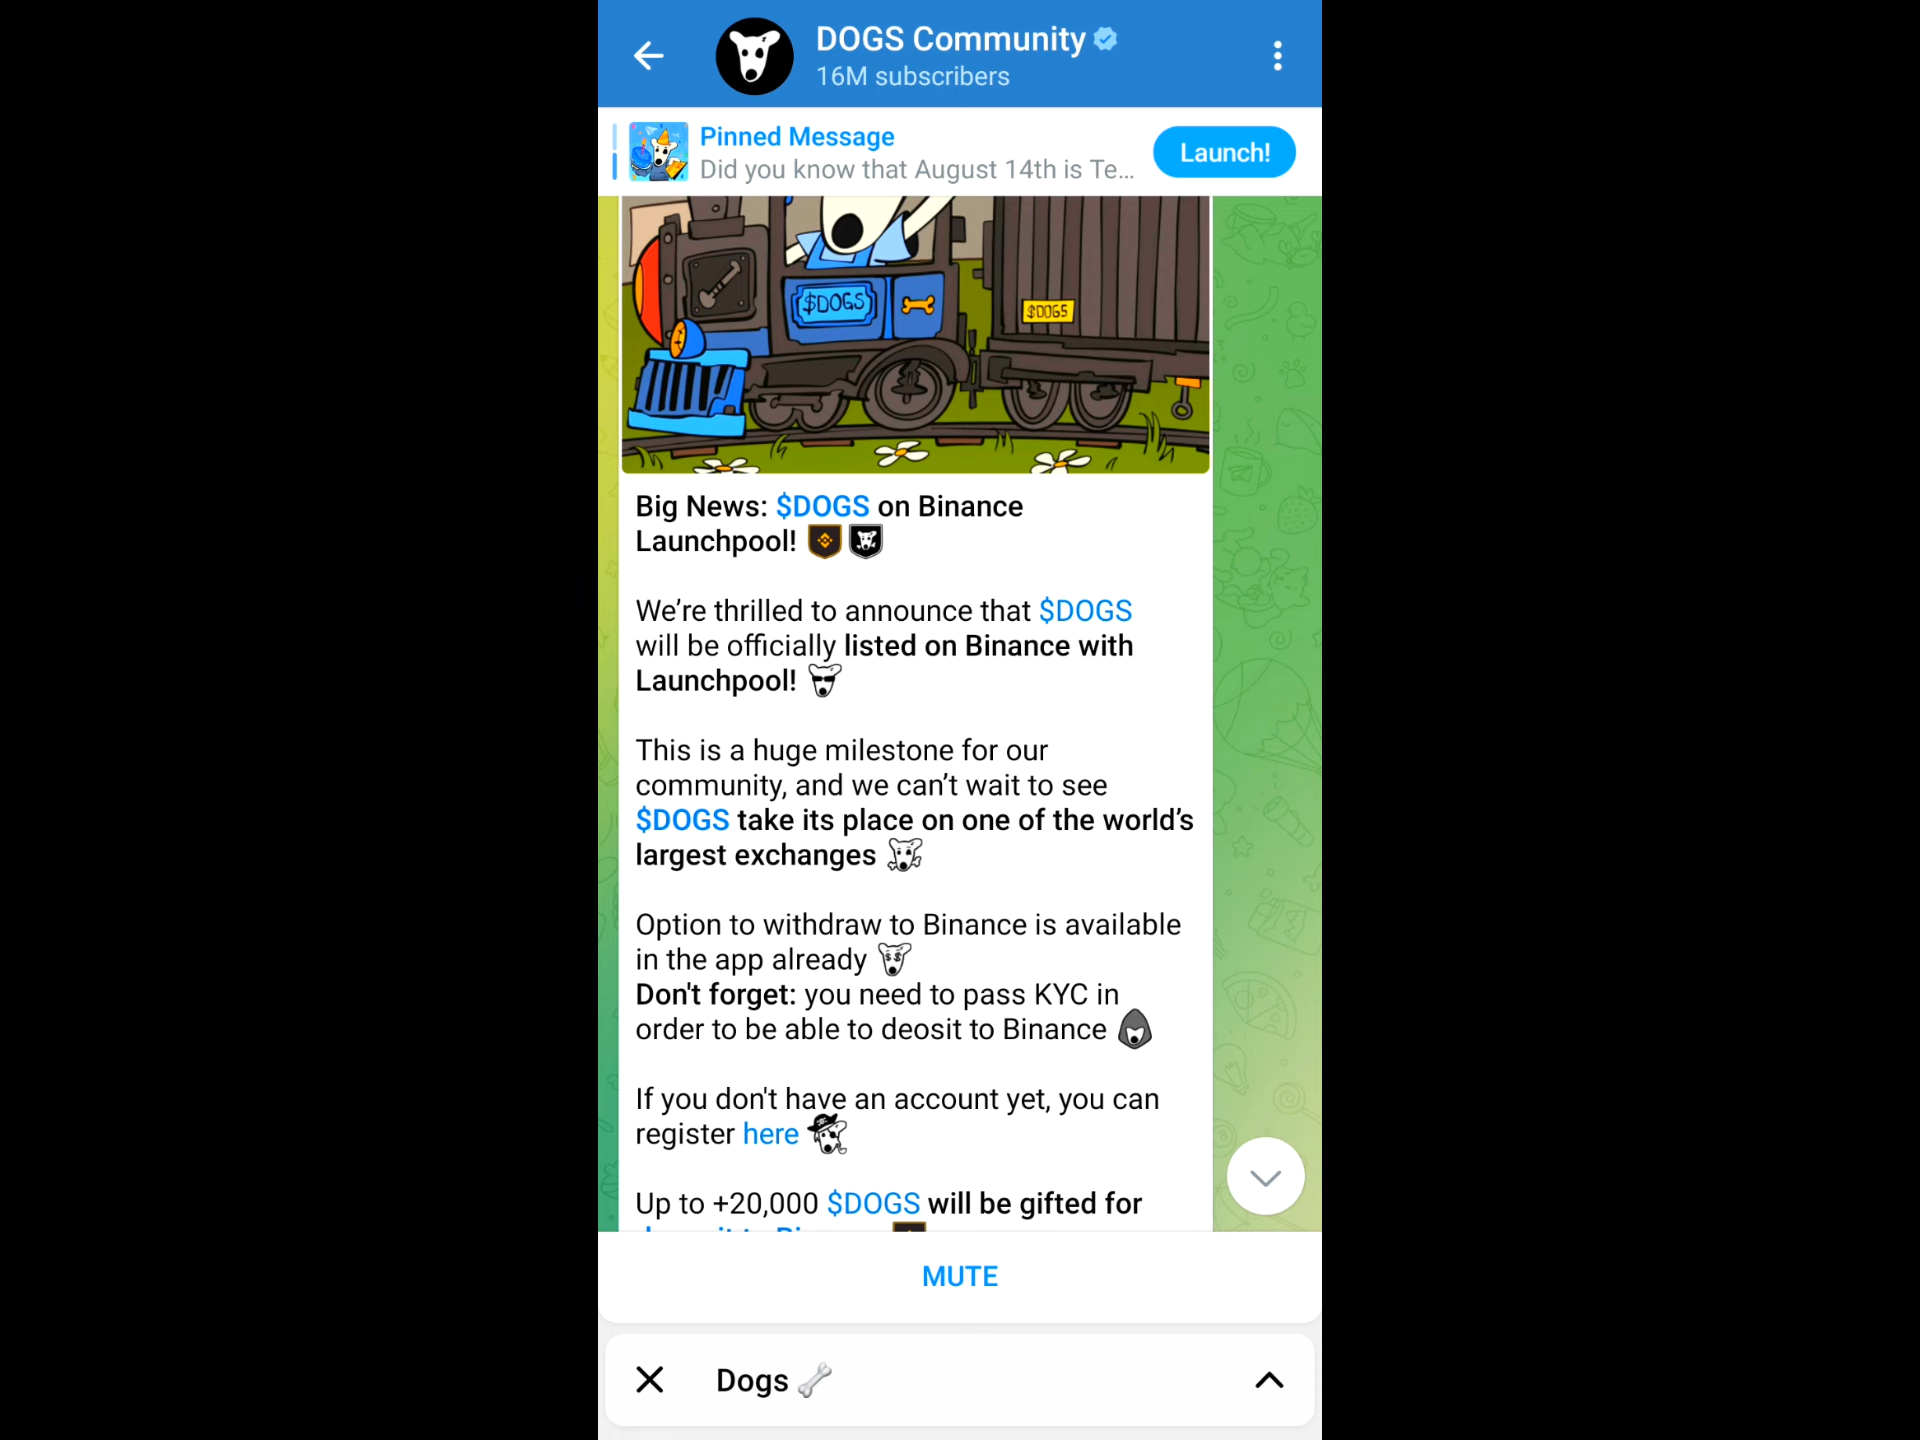 DOGS Community
16M subscribers
Pinned Message
Did you know that August 14th is Te...
Launch!
$DOGS
$DOGS
Big News: $DOGS on Binance
Launchpool!
We’re thrilled to announce that $DOGS
will be officially listed on Binance with
Launchpool!
This is a huge milestone for our
community, and we can’t wait to see
$DOGS take its place on one of the world’s
largest exchanges
Option to withdraw to Binance is available
in the app already
Don't forget: you need to pass KYC in
order to be able to deosit to Binance
If you don't have an account yet, you can
register here
Up to +20,000 $DOGS will be gifted for
MUTE
Dogs